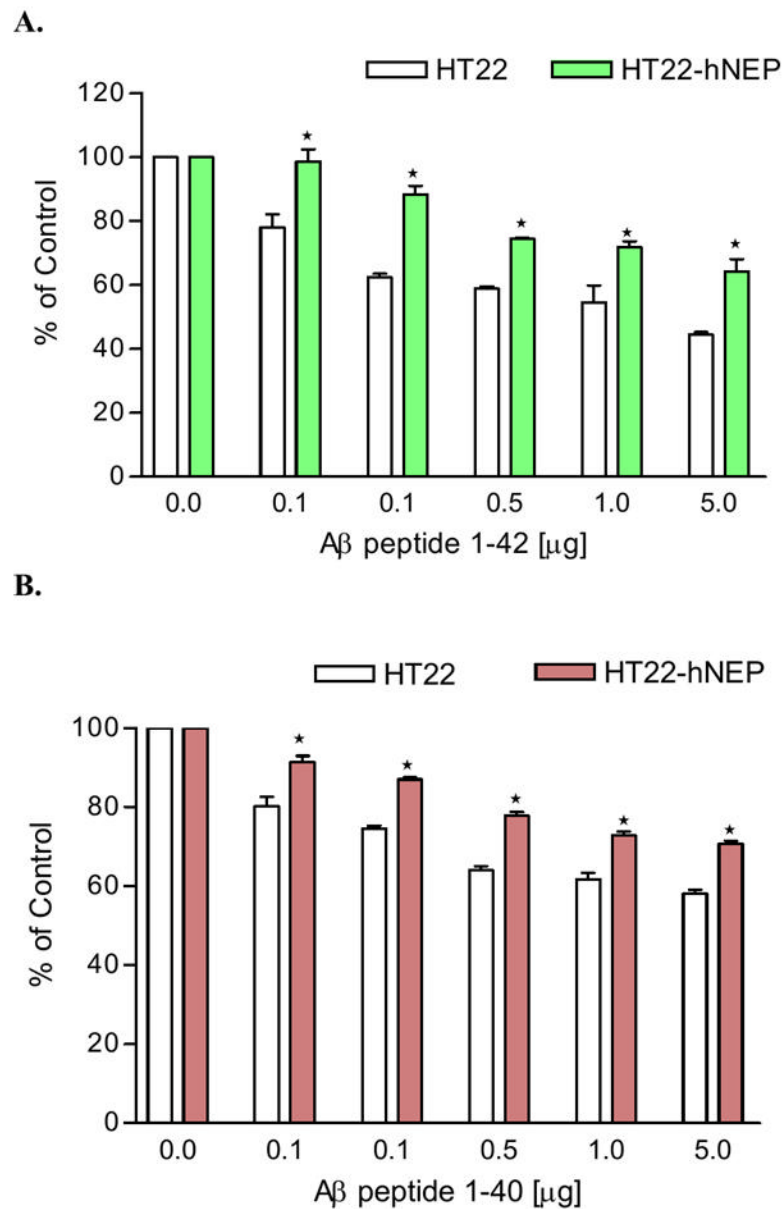 A.
HT22 HT22-hNEP
120
100
80
60
40
20
0
% of Control
0.0 0.1 0.1 0.5 1.0 5.0
Aβ peptide 1-42 [μg]
B.
HT22 HT22-hNEP
100
80
60
40
20
0
% of Control
0.0 0.1 0.1 0.5 1.0 5.0
Aβ peptide 1-40 [μg]